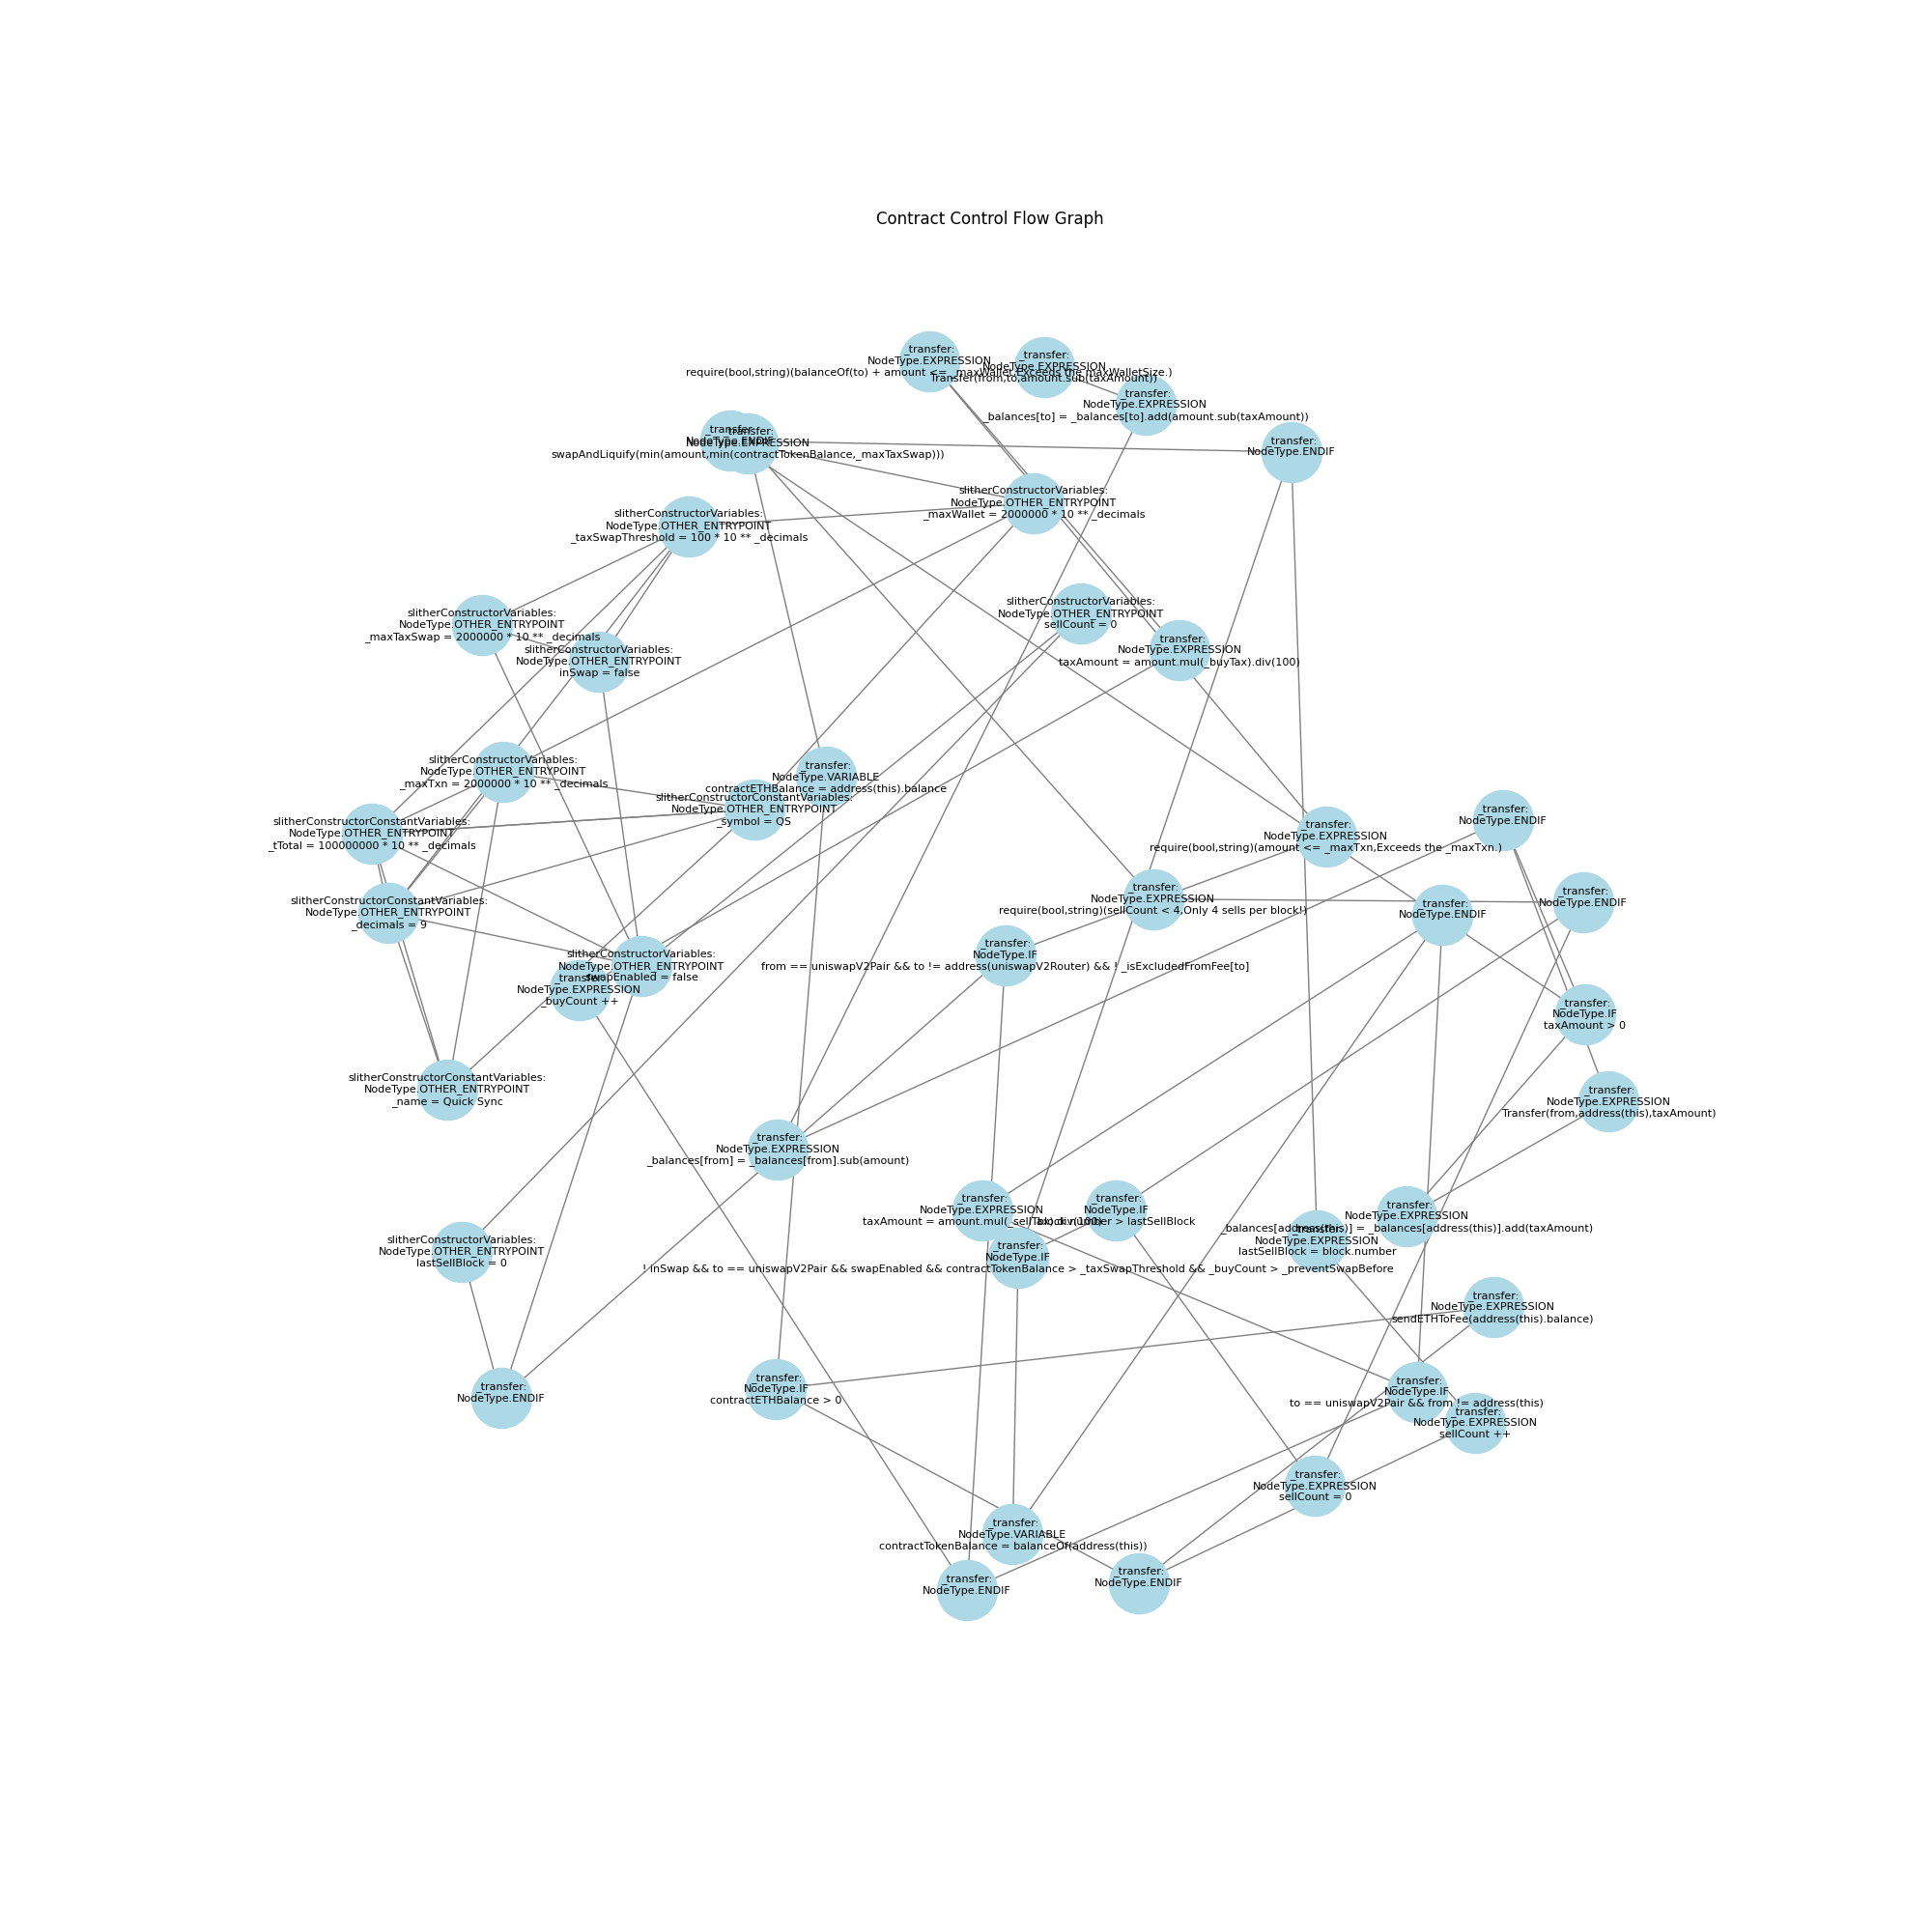 Contract Control Flow Graph
_transfer:
NodeType.EXPRESSION
require(bool,string)(balanceOf(to) + amount <= _maxWallet,Exceeds the maxWalletSize.)
_transfer:
NodeType.EXPRESSION
Transfer(from,to,amount.sub(taxAmount))
_transfer:
NodeType.EXPRESSION
_balances[to] = _balances[to].add(amount.sub(taxAmount))
_transfer:
NodeType.ENDIF
_transfer:
NodeType.EXPRESSION
swapAndLiquify(min(amount,min(contractTokenBalance,_maxTaxSwap)))
_transfer:
NodeType.ENDIF
slitherConstructorVariables:
NodeType.OTHER_ENTRYPOINT
_maxWallet = 2000000 * 10 ** _decimals
slitherConstructorVariables:
NodeType.OTHER_ENTRYPOINT
_taxSwapThreshold = 100 * 10 ** _decimals
slitherConstructorVariables:
NodeType.OTHER_ENTRYPOINT
sellCount = 0
slitherConstructorVariables:
NodeType.OTHER_ENTRYPOINT
_maxTaxSwap = 2000000 * 10 ** _decimals
_transfer:
NodeType.EXPRESSION
taxAmount = amount.mul(_buyTax).div(100)
slitherConstructorVariables:
NodeType.OTHER_ENTRYPOINT
inSwap = false
slitherConstructorVariables:
NodeType.OTHER_ENTRYPOINT
_maxTxn = 2000000 * 10 ** _decimals
_transfer:
NodeType.VARIABLE
contractETHBalance = address(this).balance
slitherConstructorConstantVariables:
NodeType.OTHER_ENTRYPOINT
_symbol = QS
slitherConstructorConstantVariables:
NodeType.OTHER_ENTRYPOINT
_tTotal = 100000000 * 10 ** _decimals
_transfer:
NodeType.EXPRESSION
require(bool,string)(amount <= _maxTxn,Exceeds the _maxTxn.)
_transfer:
NodeType.ENDIF
slitherConstructorConstantVariables:
NodeType.OTHER_ENTRYPOINT
_decimals = 9
_transfer:
NodeType.EXPRESSION
require(bool,string)(sellCount < 4,Only 4 sells per block!)
_transfer:
NodeType.ENDIF
_transfer:
NodeType.ENDIF
_transfer:
NodeType.IF
from == uniswapV2Pair && to != address(uniswapV2Router) && ! _isExcludedFromFee[to]
slitherConstructorVariables:
NodeType.OTHER_ENTRYPOINT
swapEnabled = false
_transfer:
NodeType.EXPRESSION
_buyCount ++
_transfer:
NodeType.IF
taxAmount > 0
slitherConstructorConstantVariables:
NodeType.OTHER_ENTRYPOINT
_name = Quick Sync
_transfer:
NodeType.EXPRESSION
Transfer(from,address(this),taxAmount)
_transfer:
NodeType.EXPRESSION
_balances[from] = _balances[from].sub(amount)
_transfer:
NodeType.EXPRESSION
taxAmount = amount.mul(_sellTax).div(100)
_transfer:
NodeType.IF
block.number > lastSellBlock
_transfer:
NodeType.EXPRESSION
_balances[address(this)] = _balances[address(this)].add(taxAmount)
_transfer:
NodeType.EXPRESSION
lastSellBlock = block.number
slitherConstructorVariables:
NodeType.OTHER_ENTRYPOINT
lastSellBlock = 0
_transfer:
NodeType.IF
! inSwap && to == uniswapV2Pair && swapEnabled && contractTokenBalance > _taxSwapThreshold && _buyCount > _preventSwapBefore
_transfer:
NodeType.EXPRESSION
sendETHToFee(address(this).balance)
_transfer:
NodeType.IF
contractETHBalance > 0
_transfer:
NodeType.ENDIF
_transfer:
NodeType.IF
to == uniswapV2Pair && from != address(this)
_transfer:
NodeType.EXPRESSION
sellCount ++
_transfer:
NodeType.EXPRESSION
sellCount = 0
_transfer:
NodeType.VARIABLE
contractTokenBalance = balanceOf(address(this))
_transfer:
NodeType.ENDIF
_transfer:
NodeType.ENDIF